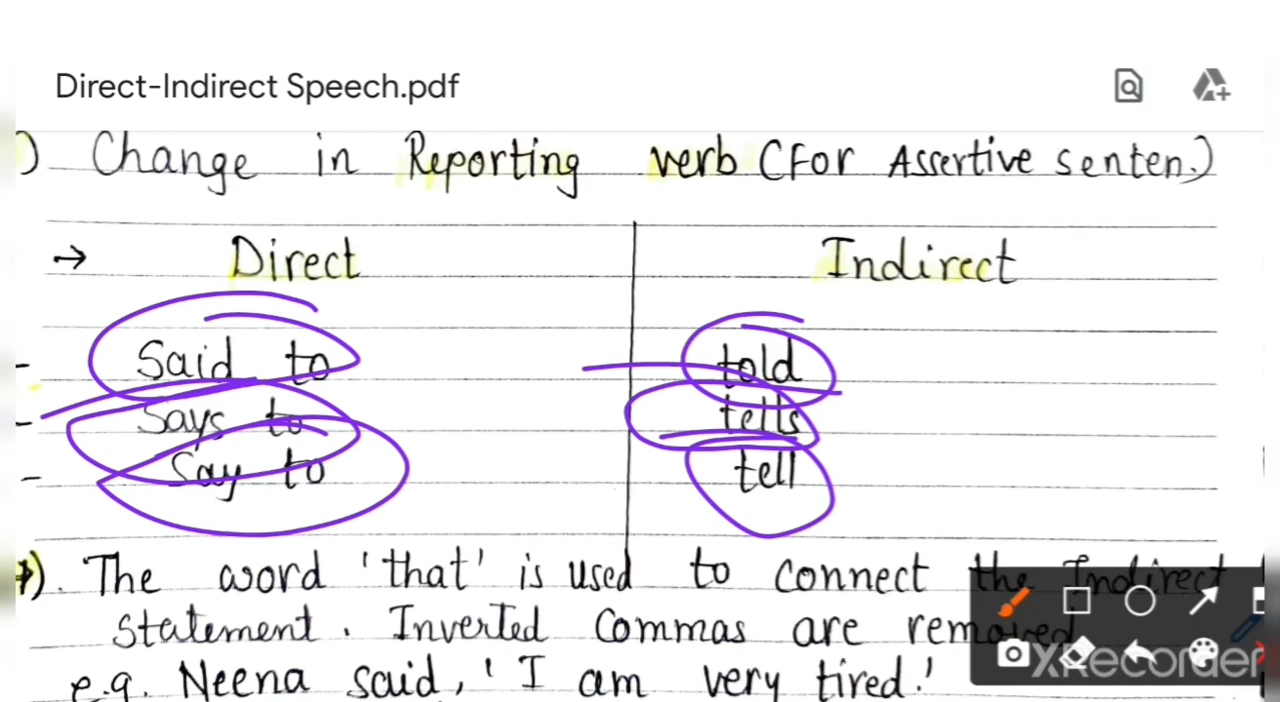 Direct-Indirect Speech.pdf
) Change in Reporting verb (For Assertive senten.)
→ Direct Indirect
- Said to told
- Says to tells
- Say to tell
). The word 'that' is used to connect the Indirect
statement. Inverted Commas are removed
e.g. Neena said, 'I am very tired.'
XRecorder